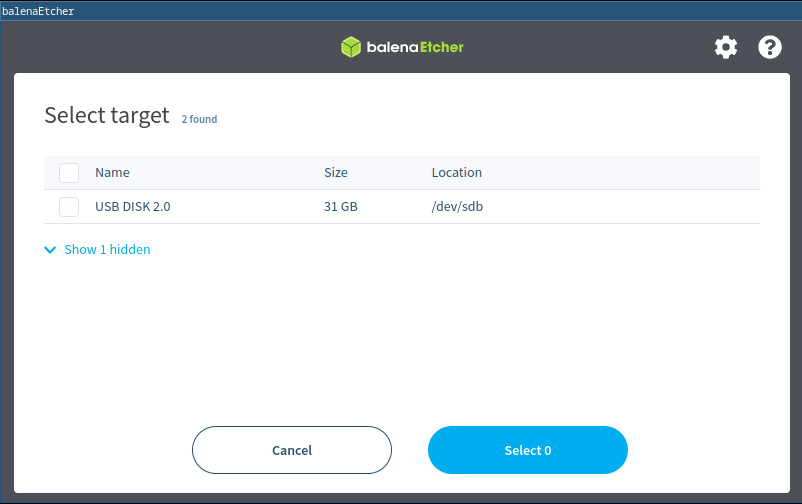 balenaEtcher
balenaEtcher
Select target 2 found
Name Size Location
USB DISK 2.0 31 GB /dev/sdb
Show 1 hidden
Cancel Select 0